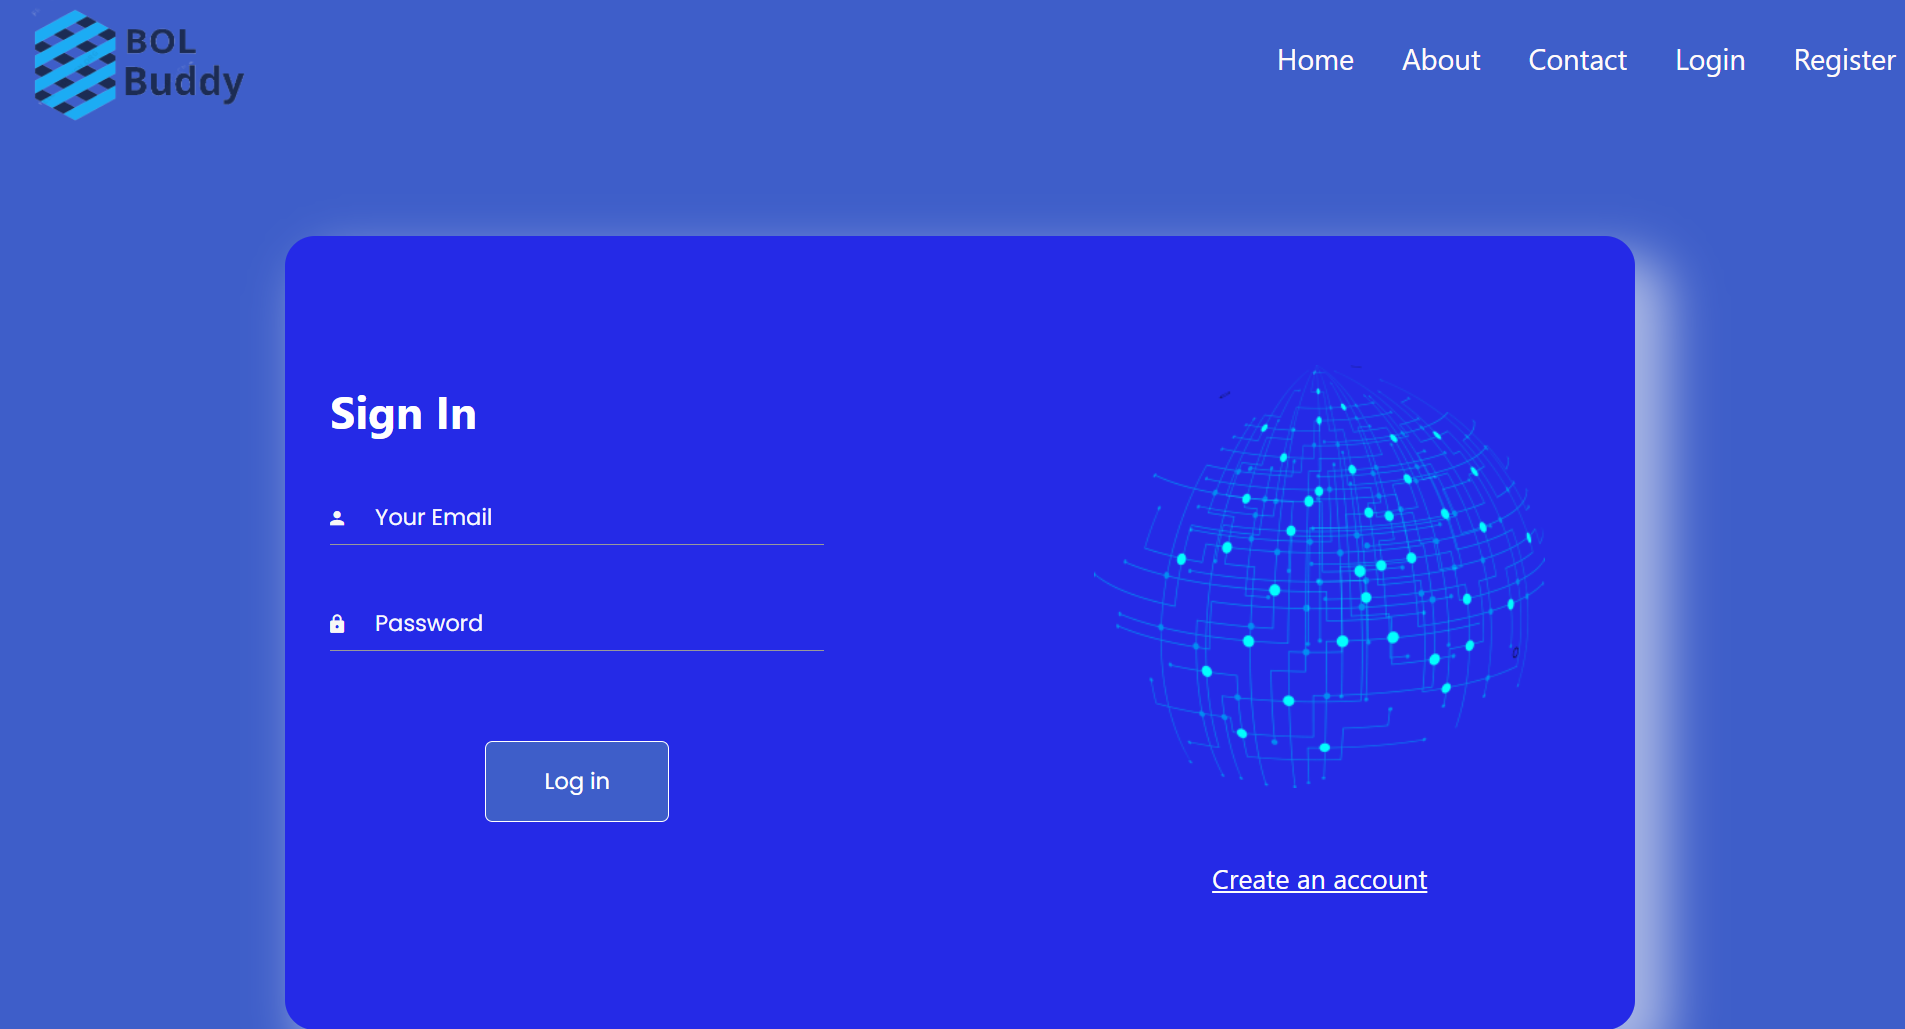 BOL
Buddy
Home About Contact Login Register
Sign In
Your Email
Password
Log in
Create an account